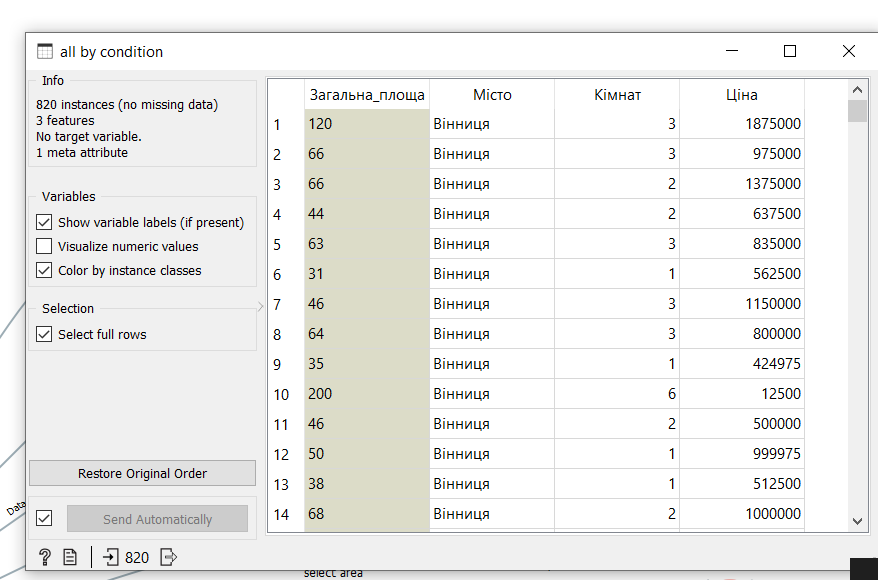 all by condition
Info
820 instances (no missing data)
3 features
No target variable.
1 meta attribute
Variables
Show variable labels (if present)
Visualize numeric values
Color by instance classes
Selection
Select full rows
Restore Original Order
Send Automatically
820
Загальна_площа Місто Кімнат Ціна
1 120 Вінниця 3 1875000
2 66 Вінниця 3 975000
3 66 Вінниця 2 1375000
4 44 Вінниця 2 637500
5 63 Вінниця 3 835000
6 31 Вінниця 1 562500
7 46 Вінниця 3 1150000
8 64 Вінниця 3 800000
9 35 Вінниця 1 424975
10 200 Вінниця 6 12500
11 46 Вінниця 2 500000
12 50 Вінниця 1 999975
13 38 Вінниця 1 512500
14 68 Вінниця 2 1000000
Data
select area